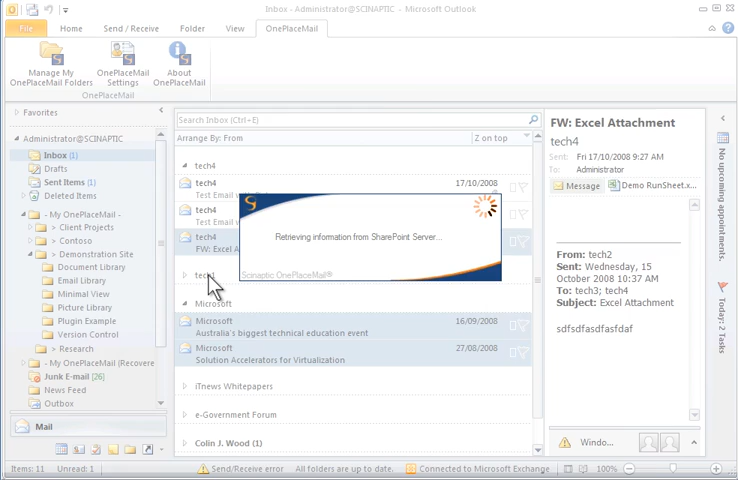 Inbox - Administrator@SCINAPTIC - Microsoft Outlook
File Home Send / Receive Folder View OnePlaceMail
Manage My OnePlaceMail Folders
OnePlaceMail Settings
About OnePlaceMail
OnePlaceMail
Favorites
Administrator@SCINAPTIC
Inbox (1)
Drafts
Sent Items (1)
Deleted Items
- My OnePlaceMail -
Client Projects
Contoso
Demonstration Site
Document Library
Email Library
Minimal View
Picture Library
Plugin Example
Version Control
Research
- My OnePlaceMail (Recovere
Junk E-mail [26]
News Feed
Outbox
Mail
Search Inbox (Ctrl+E)
Arrange By: From Z on top
tech4
tech4 17/10/2008
tech4
tech4
FW: Excel A
Retrieving information from SharePoint Server...
Scinaptic OnePlaceMail®
Microsoft
Microsoft 16/09/2008
Australia's biggest technical education event
Microsoft 27/08/2008
Solution Accelerators for Virtualization
iTnews Whitepapers
e-Government Forum
Colin J. Wood (1)
FW: Excel Attachment
tech4
Sent: Fri 17/10/2008 9:27 AM
To: Administrator
Message Demo RunSheet.x...
From: tech2
Sent: Wednesday, 15
October 2008 10:37 AM
To: tech3; tech4
Subject: Excel Attachment
sdfsdfasdfasfdaf
Windo...
No upcoming appointments.
Today: 2 Tasks
Items: 11 Unread: 1 Send/Receive error All folders are up to date. Connected to Microsoft Exchange 100%